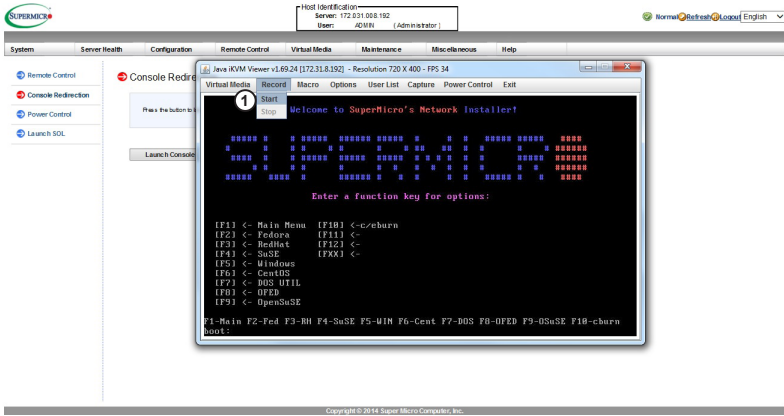 SUPERMICRO
Host Identification
Server: 172.031.008.192
User: ADMIN (Administrator)
Normal Refresh Logout English
System Server Health Configuration Remote Control Virtual Media Maintenance Miscellaneous Help
Remote Control
Console Redirection
Power Control
Launch SOL
Console Redire
Press the button to l
Launch Console
Java iKVM Viewer v1.69.24 [172.31.8.192] - Resolution 720 X 400 - FPS 34
Virtual Media Record Macro Options User List Capture Power Control Exit
1
Start
Stop
Welcome to SuperMicro's Network Installer!
SUPERMICR
Enter a function key for options:
[F1] <- Main Menu [F10] <-c/eburn
[F2] <- Fedora [F11] <-
[F3] <- RedHat [F12] <-
[F4] <- SuSE [FXX] <-
[F5] <- Windows
[F6] <- CentOS
[F7] <- DOS UTIL
[F8] <- OFED
[F9] <- OpenSuSE
F1-Main F2-Fed F3-RH F4-SuSE F5-WIN F6-Cent F7-DOS F8-OFED F9-OSuSE F10-cburn
boot:
Copyright © 2014 Super Micro Computer, Inc.